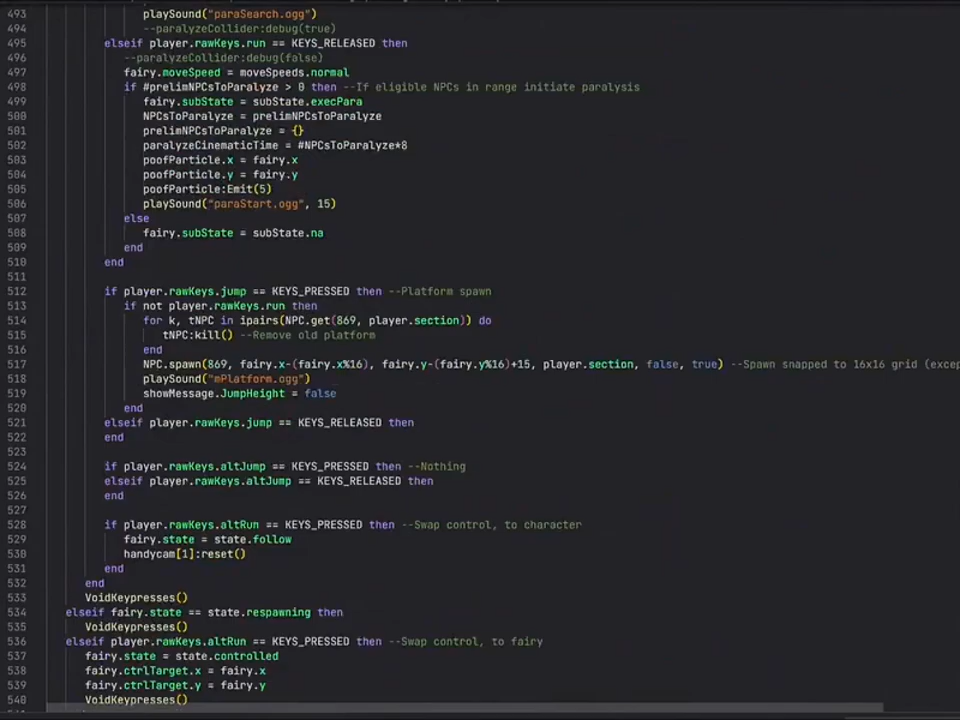 493 playSound("paraSearch.ogg")
494 --paralyzeCollider:debug(true)
495 elseif player.rawKeys.run == KEYS_RELEASED then
496 --paralyzeCollider:debug(false)
497 fairy.moveSpeed = moveSpeeds.normal
498 if #prelimNPCsToParalyze > 0 then --If eligible NPCs in range initiate paralysis
499 fairy.subState = subState.execPara
500 NPCsToParalyze = prelimNPCsToParalyze
501 prelimNPCsToParalyze = {}
502 paralyzeCinematicTime = #NPCsToParalyze*8
503 poofParticle.x = fairy.x
504 poofParticle.y = fairy.y
505 poofParticle:Emit(5)
506 playSound("paraStart.ogg", 15)
507 else
508 fairy.subState = subState.na
509 end
510 end
511
512 if player.rawKeys.jump == KEYS_PRESSED then --Platform spawn
513 if not player.rawKeys.run then
514 for k, tNPC in ipairs(NPC.get(869, player.section)) do
515 tNPC:kill() --Remove old platform
516 end
517 NPC.spawn(869, fairy.x-(fairy.x%16), fairy.y-(fairy.y%16)+15, player.section, false, true) --Spawn snapped to 16x16 grid (excep
518 playSound("mPlatform.ogg")
519 showMessage.JumpHeight = false
520 end
521 elseif player.rawKeys.jump == KEYS_RELEASED then
522 end
523
524 if player.rawKeys.altJump == KEYS_PRESSED then --Nothing
525 elseif player.rawKeys.altJump == KEYS_RELEASED then
526 end
527
528 if player.rawKeys.altRun == KEYS_PRESSED then --Swap control, to character
529 fairy.state = state.follow
530 handycam[1]:reset()
531 end
532 end
533 VoidKeypresses()
534 elseif fairy.state == state.respawning then
535 VoidKeypresses()
536 elseif player.rawKeys.altRun == KEYS_PRESSED then --Swap control, to fairy
537 fairy.state = state.controlled
538 fairy.ctrlTarget.x = fairy.x
539 fairy.ctrlTarget.y = fairy.y
540 VoidKeypresses()